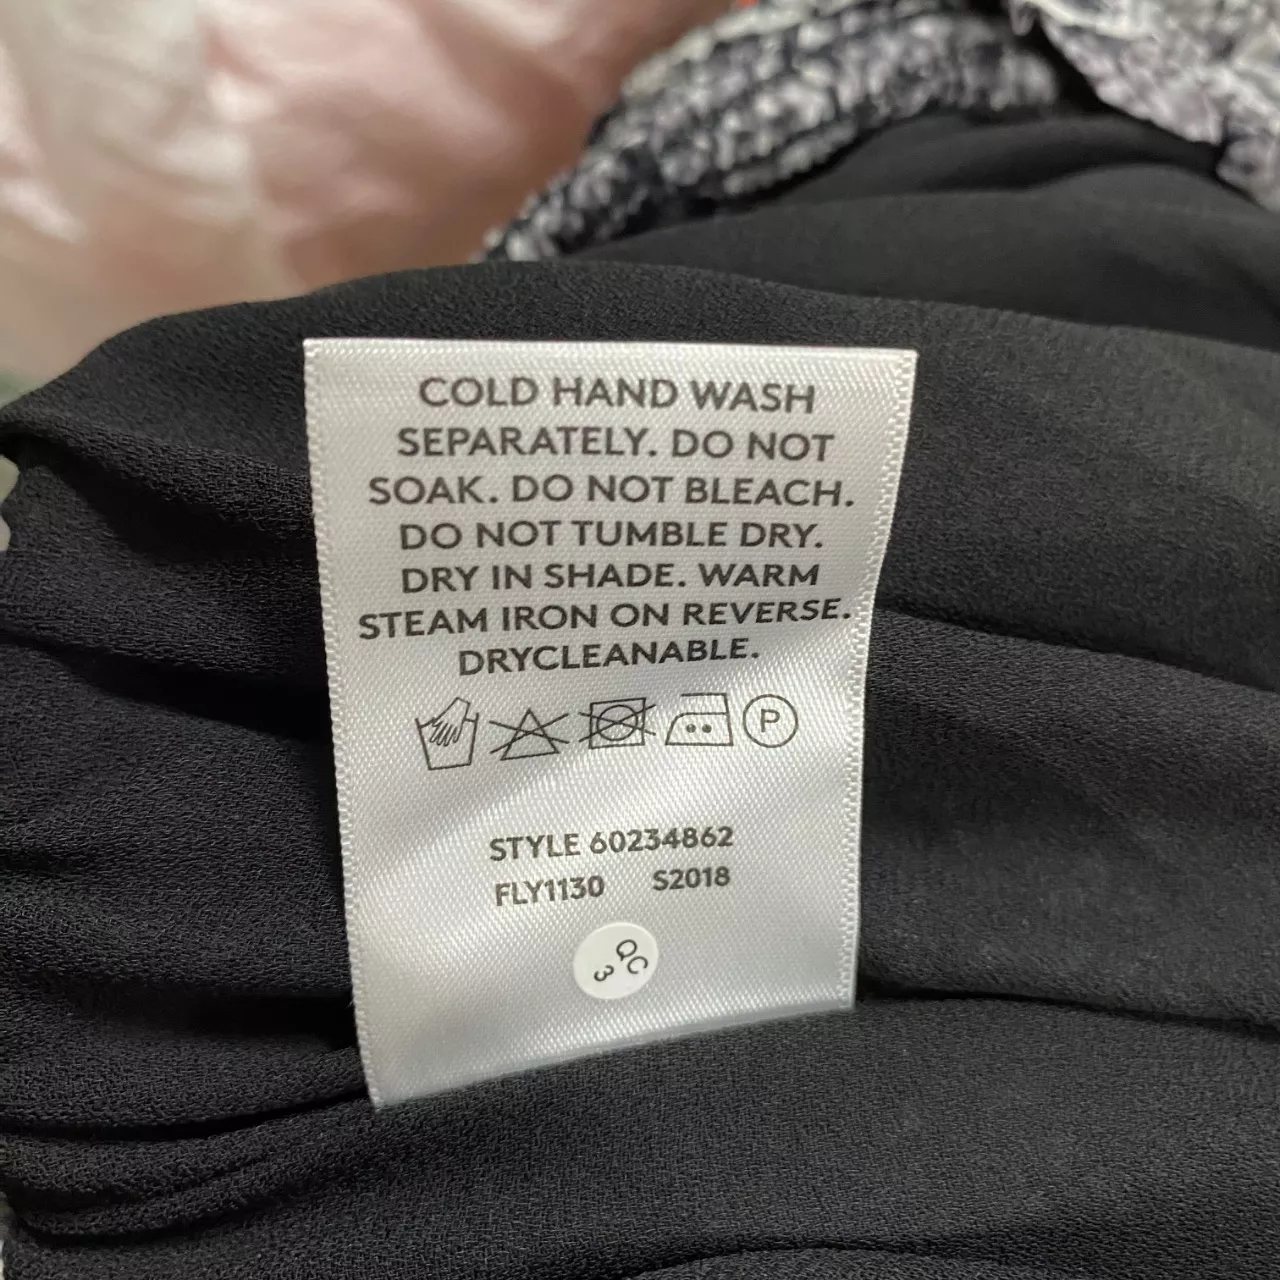 COLD HAND WASH
SEPARATELY. DO NOT
SOAK. DO NOT BLEACH.
DO NOT TUMBLE DRY.
DRY IN SHADE. WARM
STEAM IRON ON REVERSE.
DRYCLEANABLE.
P
STYLE 60234862
FLY1130 S2018
QC
3